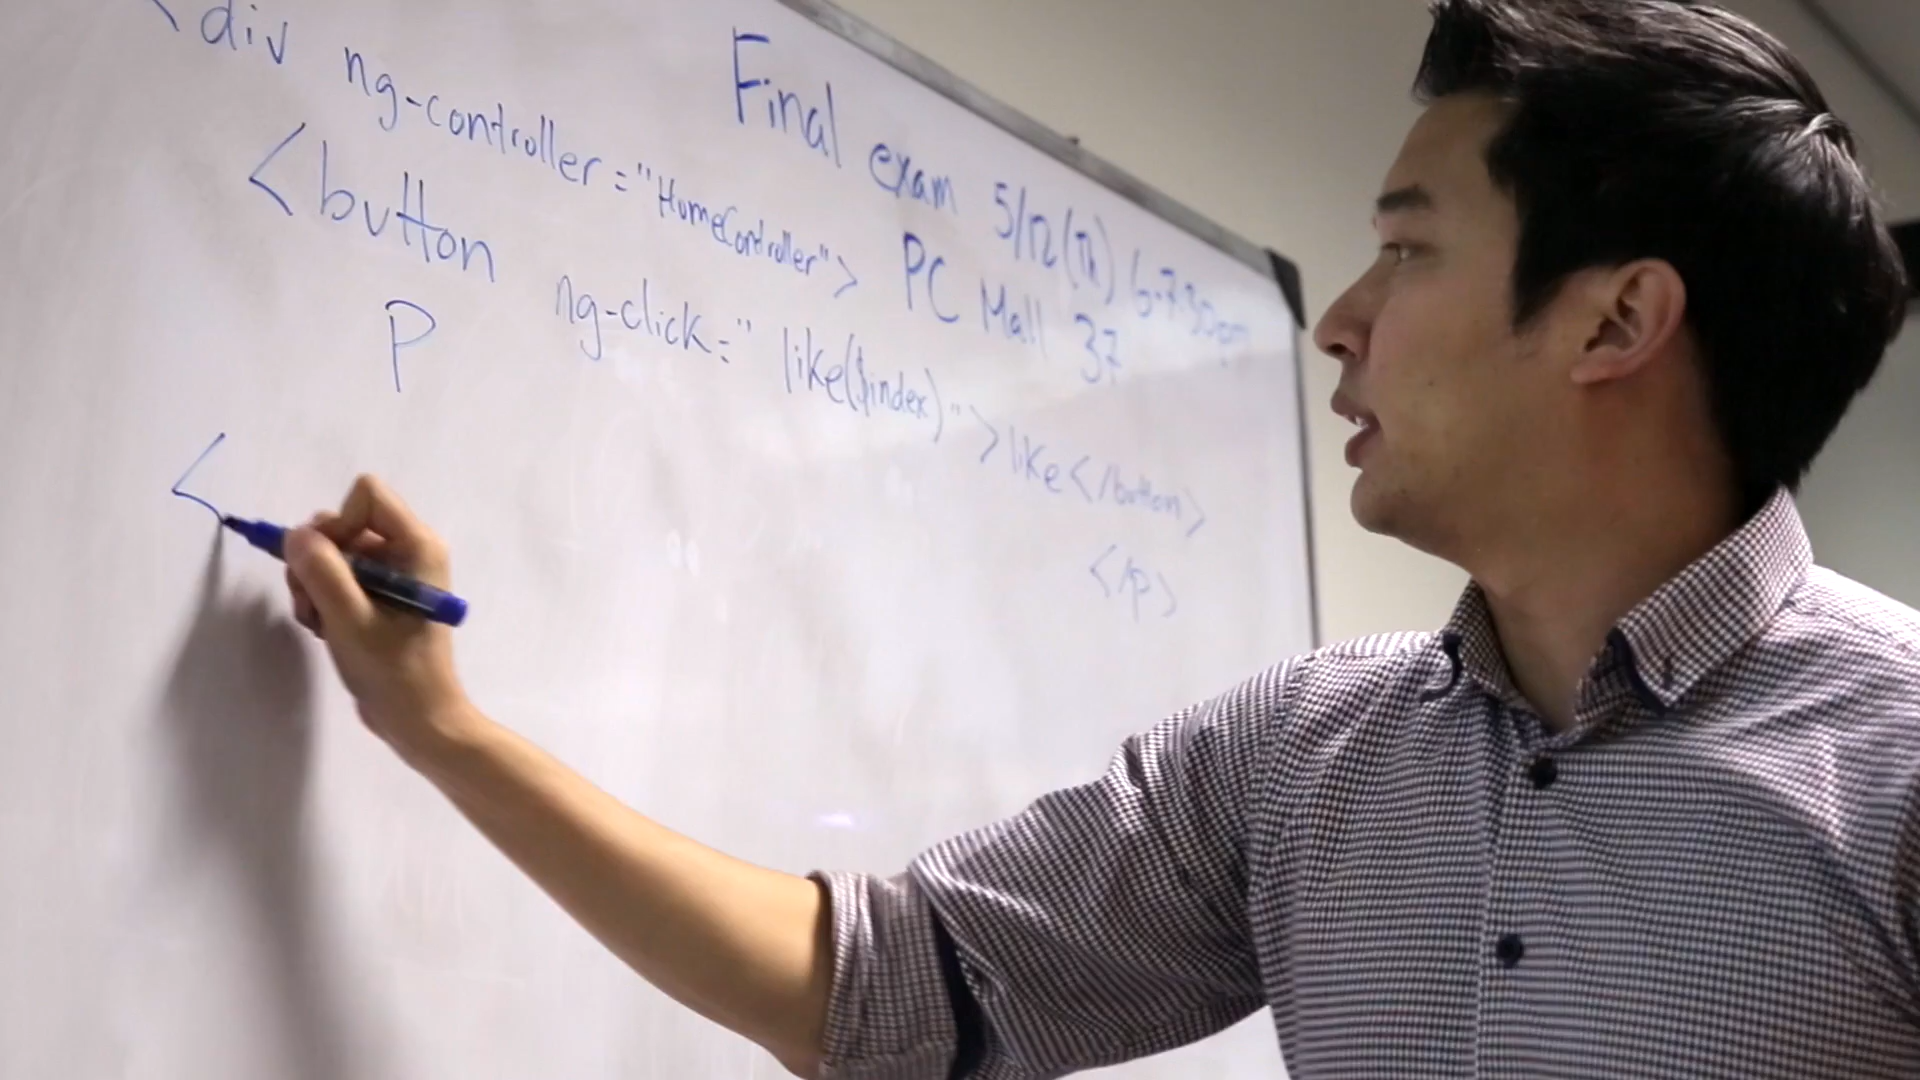 <div ng-controller="HomeController">
<button ng-click="like($index)">like</button>
P
</p>
<
Final exam 5/12(Th) 6-7:30pm
PC Mall 37